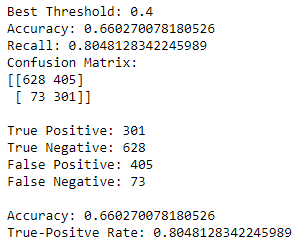 Best Threshold: 0.4
Accuracy: 0.660270078180526
Recall: 0.8048128342245989
Confusion Matrix:
[[628 405]
 [ 73 301]]
True Positive: 301
True Negative: 628
False Positive: 405
False Negative: 73
Accuracy: 0.660270078180526
True-Positve Rate: 0.8048128342245989